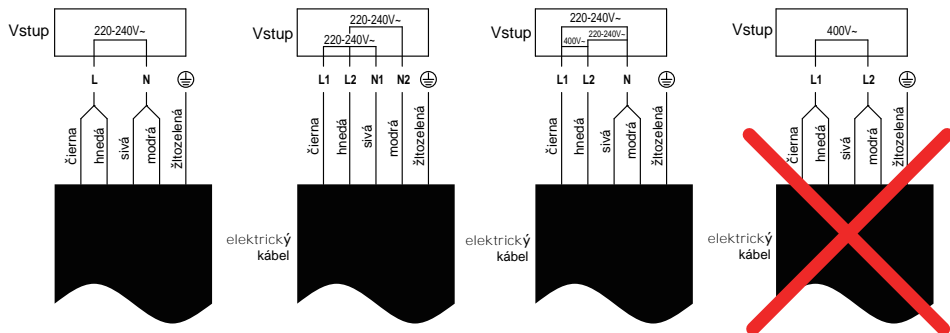 Vstup
220-240V~
L N
čierna
hnedá
sivá
modrá
žltozelená
Vstup
220-240V~
220-240V~
L1 L2 N1 N2
čierna
hnedá
sivá
modrá
žltozelená
elektrický
kábel
Vstup
220-240V~
400V~ 220-240V~
L1 L2 N
čierna
hnedá
sivá
modrá
žltozelená
elektrický
kábel
Vstup
400V~
L1 L2
čierna
hnedá
sivá
modrá
žltozelená
elektrický
kábel